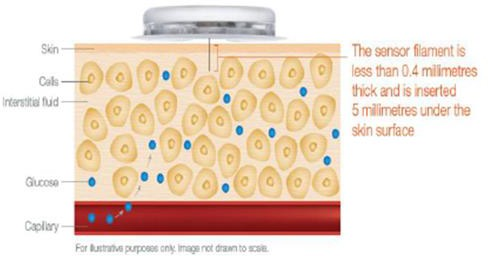 Skin
Cells
Interstitial fluid
Glucose
Capillary
The sensor filament is
less than 0.4 millimetres
thick and is inserted
5 millimetres under the
skin surface
For illustrative purposes only. Image not drawn to scale.